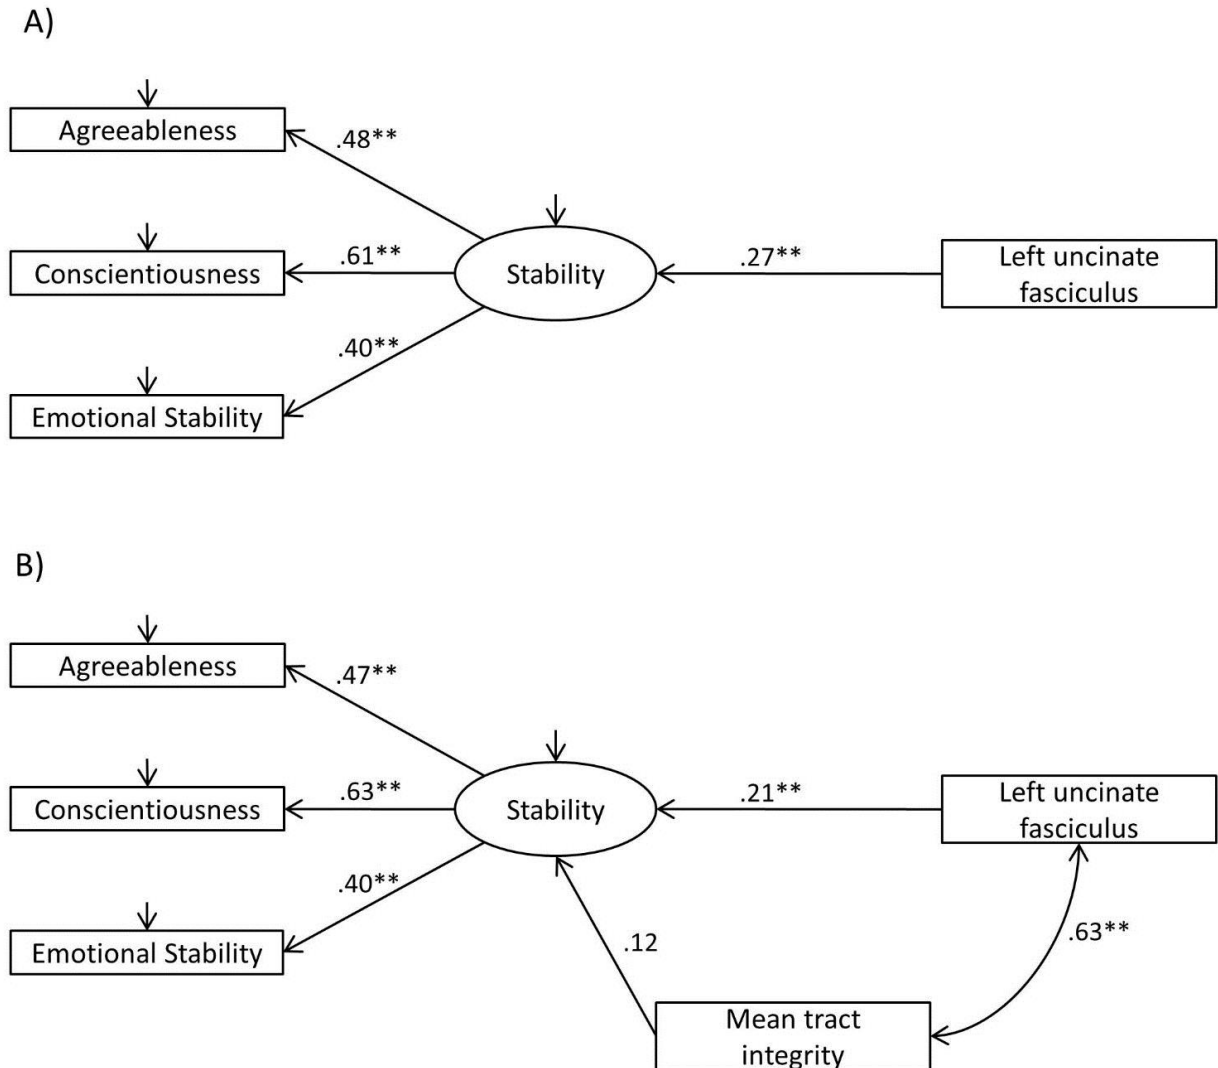 A)
Agreeableness
.48**
Conscientiousness
.61**
Stability
.27**
Left uncinate
fasciculus
.40**
Emotional Stability
B)
Agreeableness
.47**
Conscientiousness
.63**
Stability
.21**
Left uncinate
fasciculus
.40**
Emotional Stability
.12
.63**
Mean tract
integrity